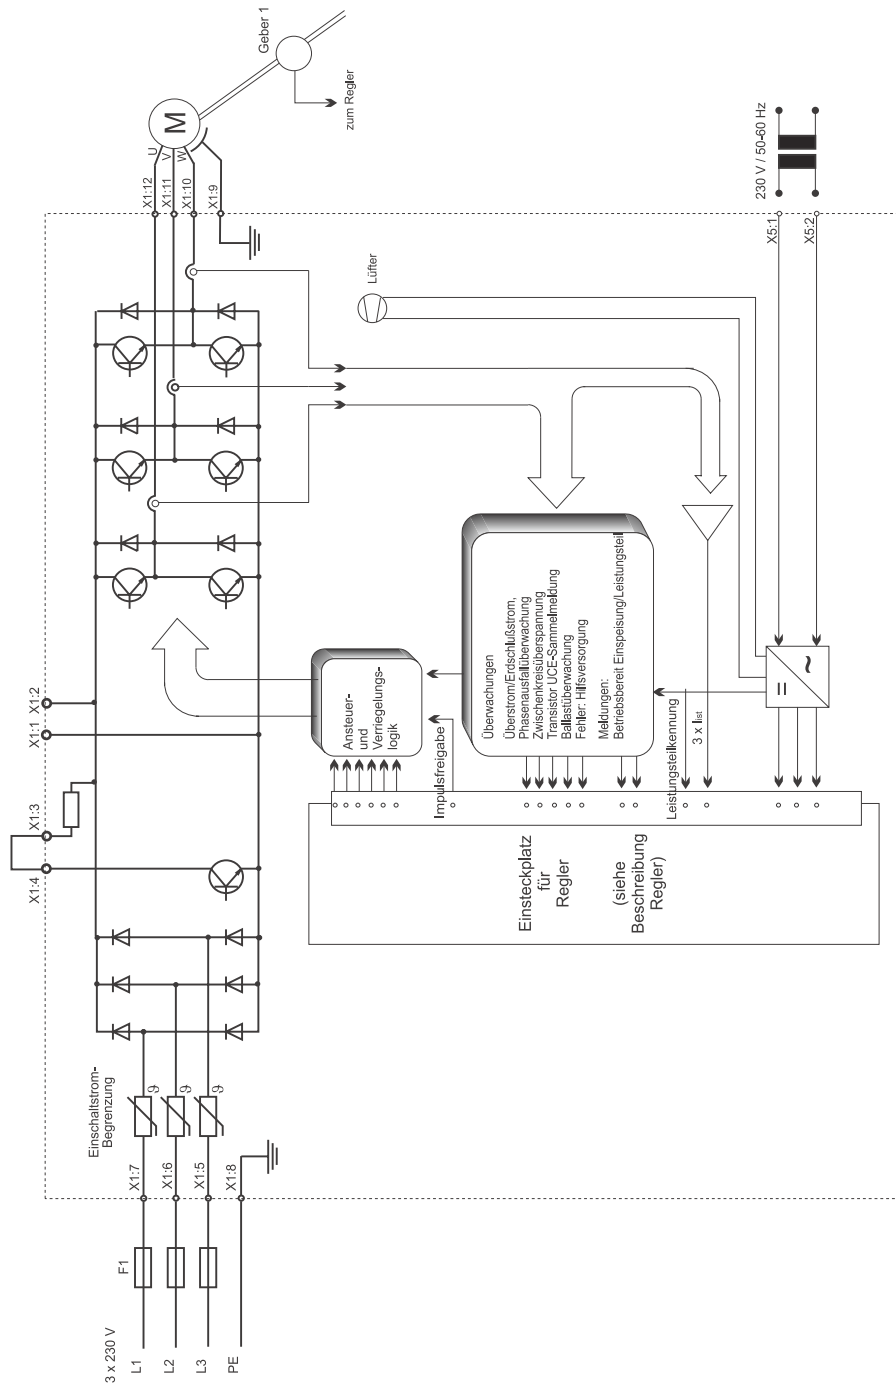 3 x 230 V
L1
L2
L3
PE
F1
X1:7
X1:6
X1:5
X1:8
Einschaltstrom-
Begrenzung
ϑ
ϑ
ϑ
X1:4
X1:3
X1:1
X1:2
X1:12
X1:11
X1:10
X1:9
U
V
W
M
Geber 1
zum Regler
Lüfter
230 V / 50-60 Hz
X5:1
X5:2
Ansteuer-
und
Verriegelungs-
logik
Impulsfreigabe
Überwachungen
Überstrom/Erdschlußstrom,
Phasenausfallüberwachung
Zwischenkreisüberspannung
Transistor UCE-Sammelmeldung
Ballastüberwachung
Fehler: Hilfsversorgung
Meldungen:
Betriebsbereit Einspeisung/Leistungsteil
Leistungsteilkennung
3 x Iist
=
~
Einsteckplatz
für
Regler
(siehe
Beschreibung
Regler)